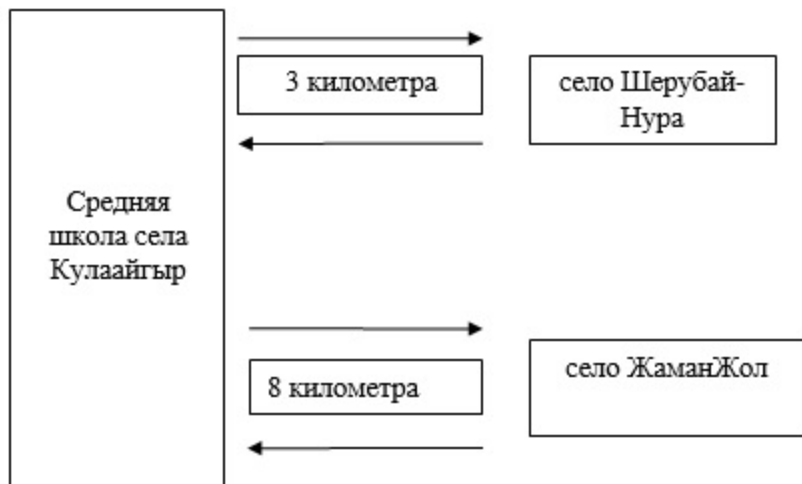 3 километра
село Шерубай-
Нура
Средняя
школа села
Кулаайгыр
8 километра
село ЖаманЖол